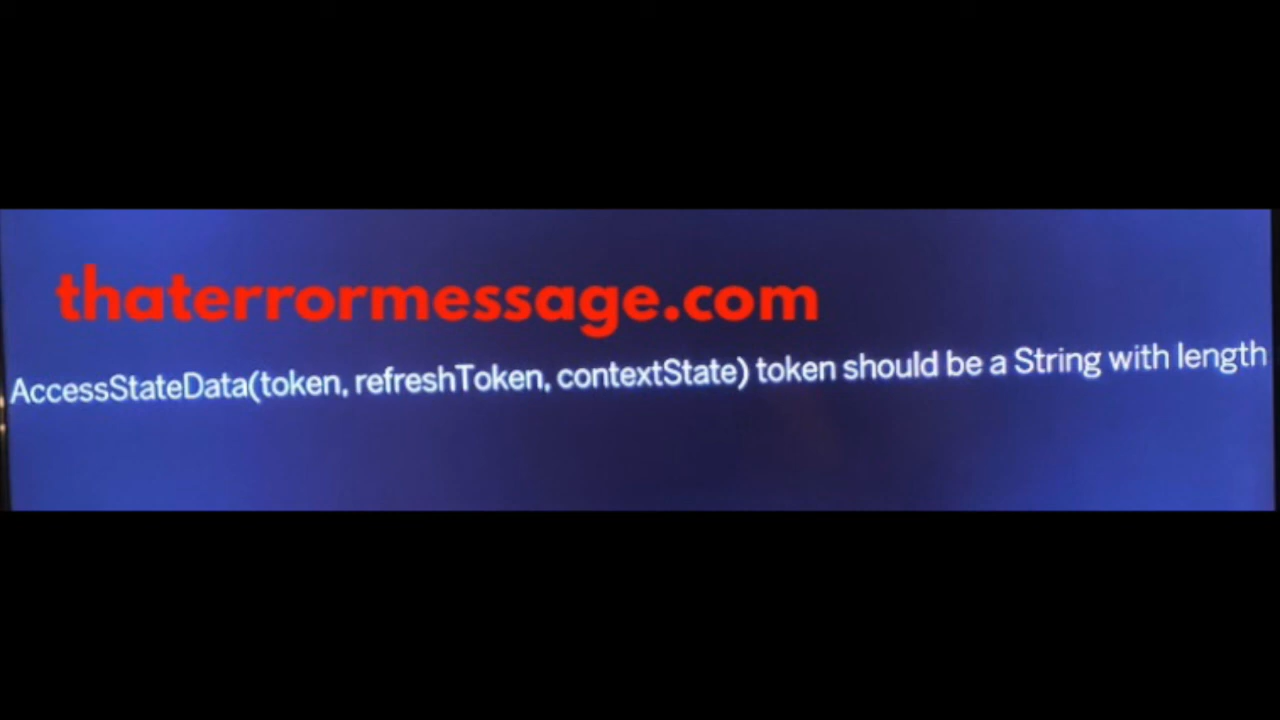 thaterrormessage.com
AccessStateData(token, refreshToken, contextState) token should be a String with length